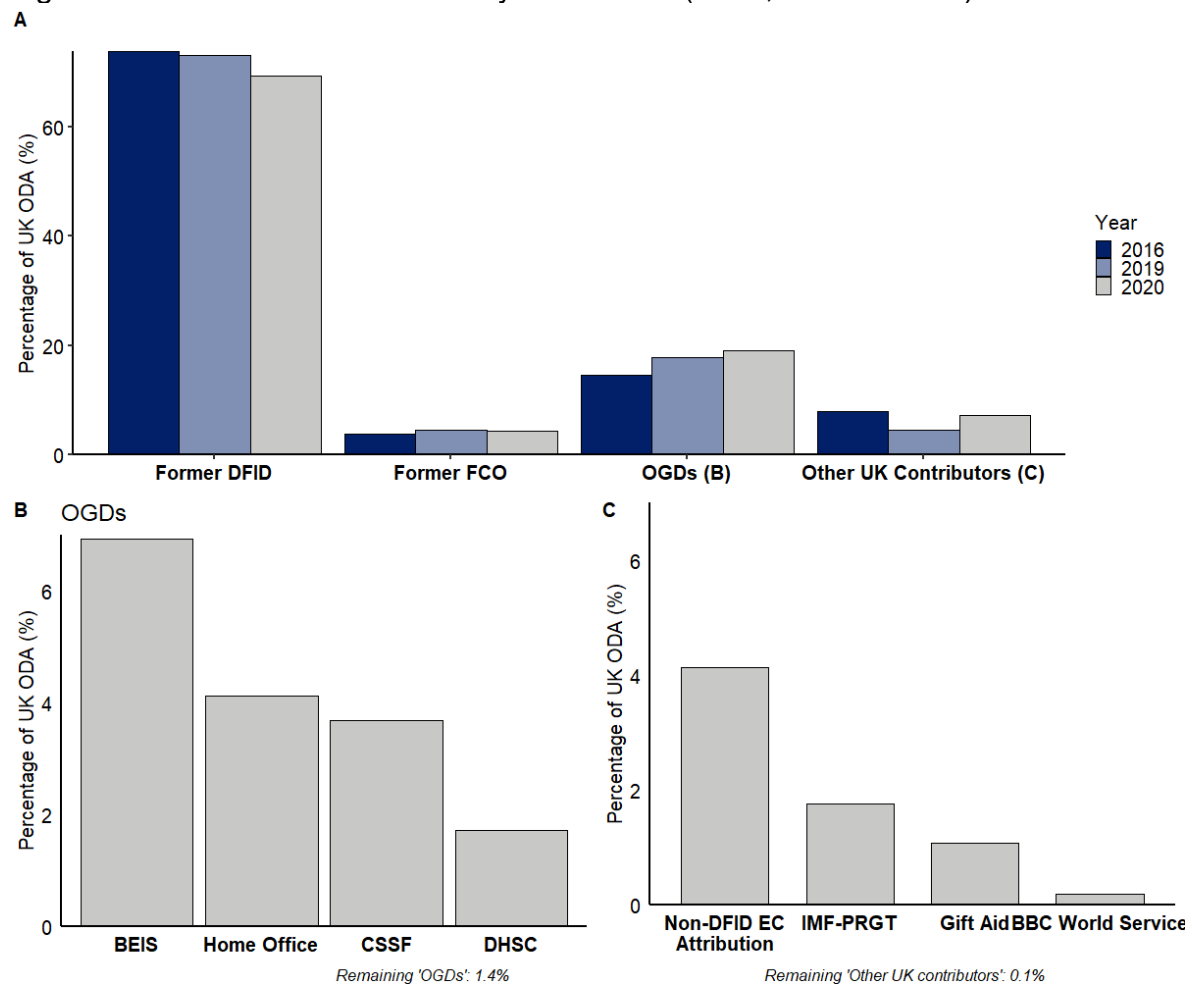 A
Percentage of UK ODA (%)
60
40
20
0
Former DFID
Former FCO
OGDs (B)
Other UK Contributors (C)
Year
2016
2019
2020
B
OGDs
Percentage of UK ODA (%)
6
4
2
0
BEIS
Home Office
CSSF
DHSC
Remaining 'OGDs': 1.4%
C
Percentage of UK ODA (%)
6
4
2
0
Non-DFID EC
Attribution
IMF-PRGT
Gift Aid
BBC World Service
Remaining 'Other UK contributors': 0.1%